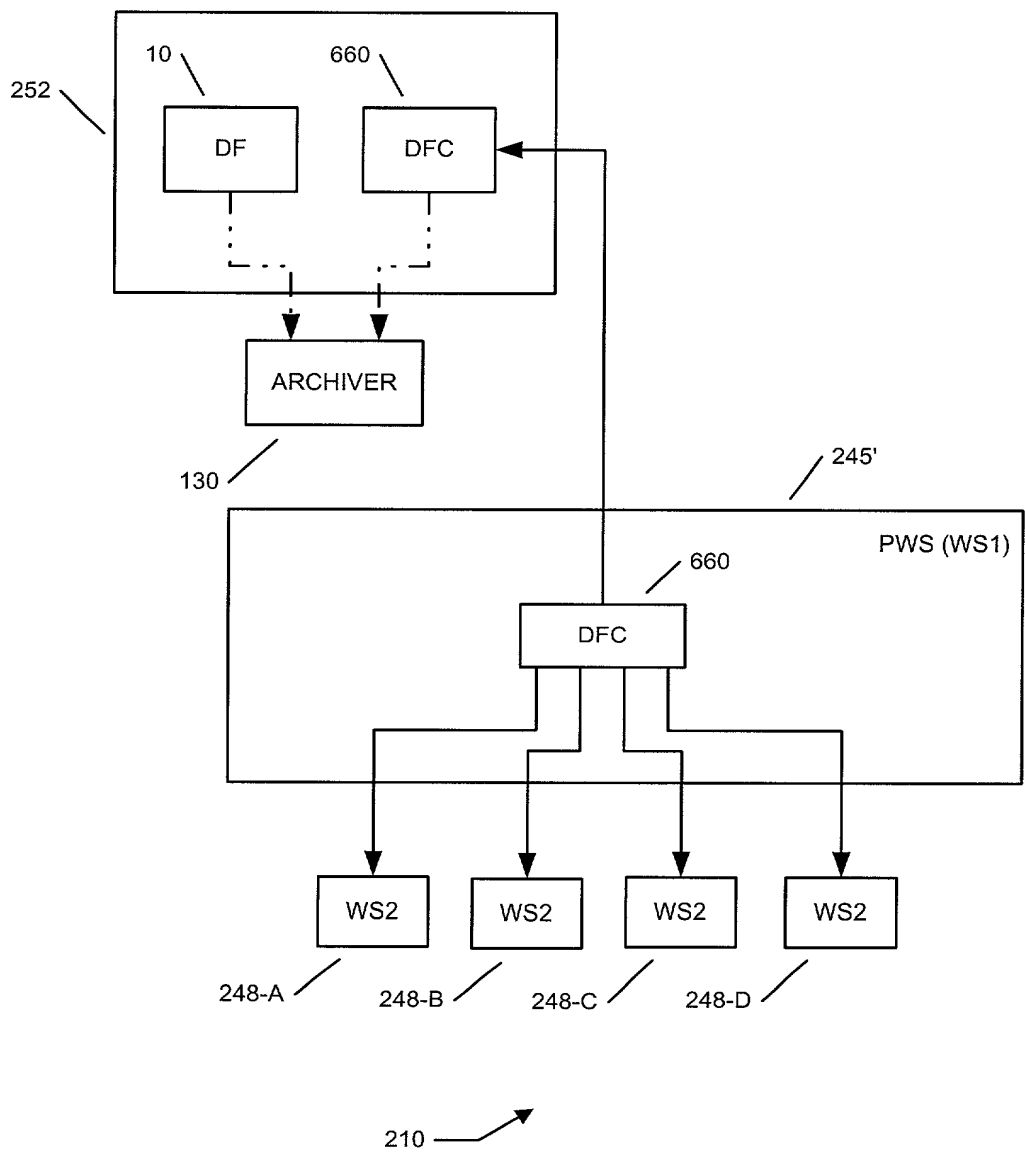 10
660
252
DF
DFC
ARCHIVER
130
245'
PWS (WS1)
660
DFC
WS2
WS2
WS2
WS2
248-A
248-B
248-C
248-D
210